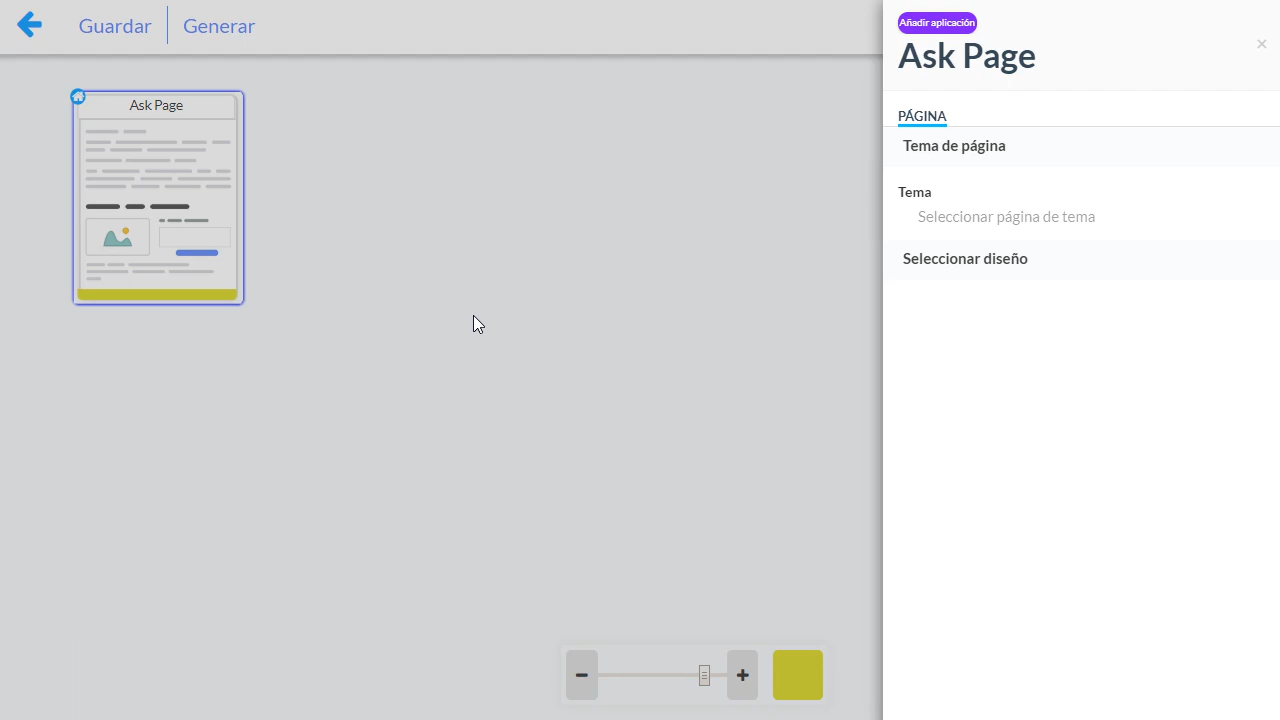 Guardar
Generar
Ask Page
Añadir aplicación
Ask Page
×
PÁGINA
Tema de página
Tema
Seleccionar página de tema
Seleccionar diseño